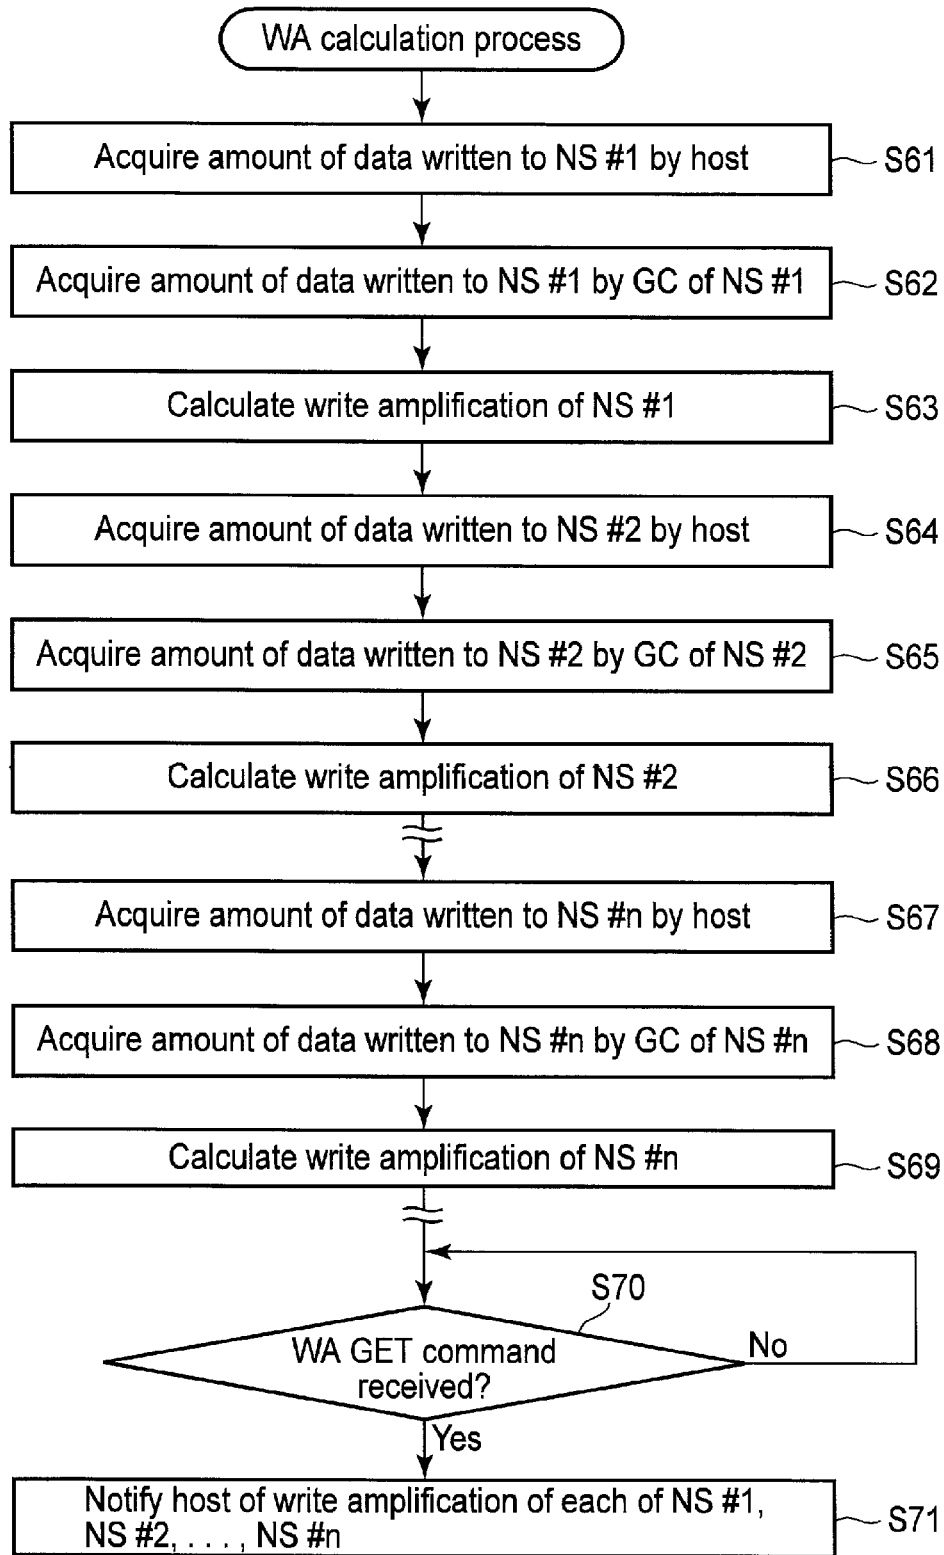 WA calculation process
Acquire amount of data written to NS #1 by host
S61
Acquire amount of data written to NS #1 by GC of NS #1
S62
Calculate write amplification of NS #1
S63
Acquire amount of data written to NS #2 by host
S64
Acquire amount of data written to NS #2 by GC of NS #2
S65
Calculate write amplification of NS #2
S66
Acquire amount of data written to NS #n by host
S67
Acquire amount of data written to NS #n by GC of NS #n
S68
Calculate write amplification of NS #n
S69
S70
WA GET command
received?
No
Yes
Notify host of write amplification of each of NS #1,
NS #2, . . . , NS #n
S71